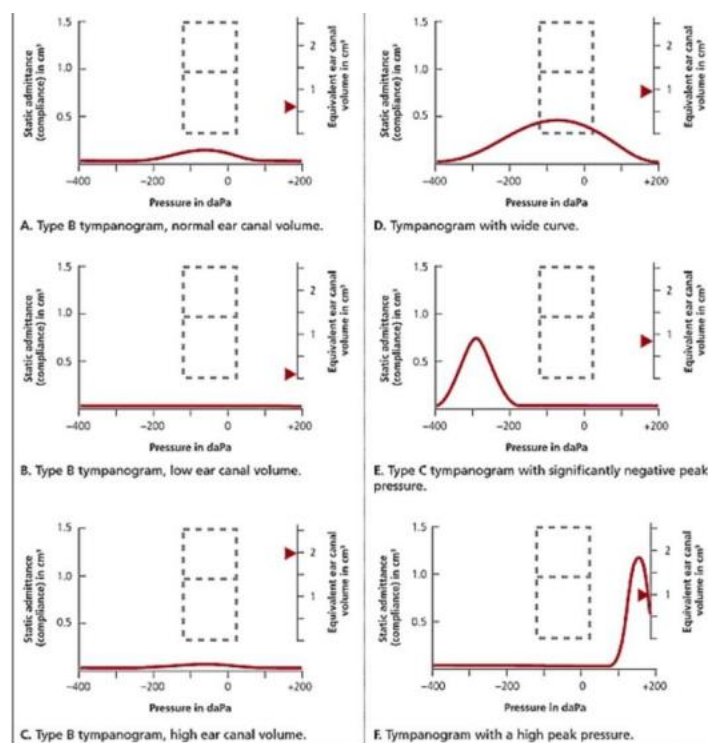 Static admittance
(compliance) in cm³
1.5
1.0
0.5
2
1
Equivalent ear canal
volume in cm³
-400
-200
0
+200
Pressure in daPa
A. Type B tympanogram, normal ear canal volume.
Static admittance
(compliance) in cm³
1.5
1.0
0.5
2
1
Equivalent ear canal
volume in cm³
-400
-200
0
+200
Pressure in daPa
B. Type B tympanogram, low ear canal volume.
Static admittance
(compliance) in cm³
1.5
1.0
0.5
2
1
Equivalent ear canal
volume in cm³
-400
-200
0
+200
Pressure in daPa
C. Type B tympanogram, high ear canal volume.
Static admittance
(compliance) in cm³
1.5
1.0
0.5
2
1
Equivalent ear canal
volume in cm³
-400
-200
0
+200
Pressure in daPa
D. Tympanogram with wide curve.
Static admittance
(compliance) in cm³
1.5
1.0
0.5
2
1
Equivalent ear canal
volume in cm³
-400
-200
0
+200
Pressure in daPa
E. Type C tympanogram with significantly negative peak
pressure.
Static admittance
(compliance) in cm³
1.5
1.0
0.5
2
1
Equivalent ear canal
volume in cm³
-400
-200
0
+200
Pressure in daPa
F. Tympanogram with a high peak pressure.